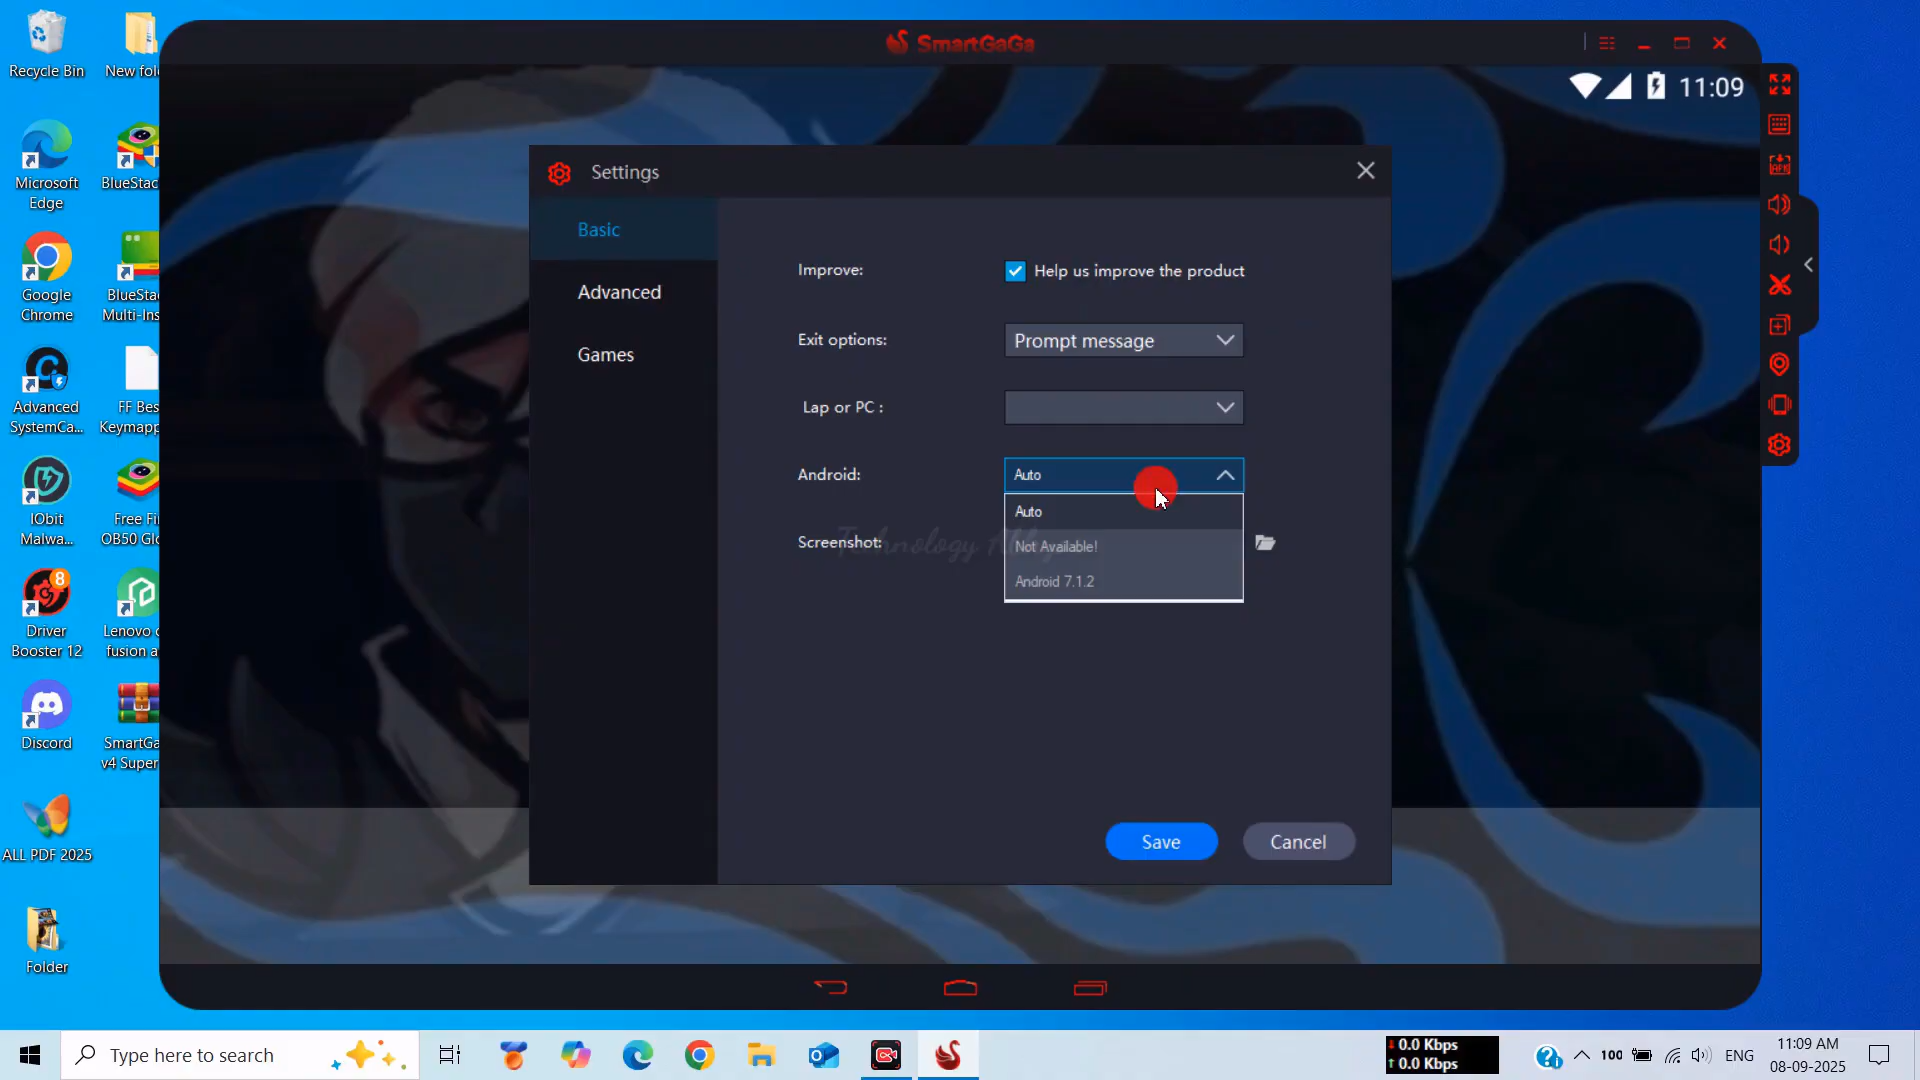 SmartGaGa
11:09
Recycle Bin
New fol
Microsoft
Edge
BlueStac
Google
Chrome
BlueStac
Multi-Ins
Advanced
SystemCa...
FF Bes
Keymapp
IObit
Malwa...
Free Fi
OB50 Glo
8
Driver
Booster 12
Lenovo
fusion a
Discord
SmartGa
v4 Super
ALL PDF 2025
Folder
Settings
Basic
Advanced
Games
Improve:
Help us improve the product
Exit options:
Prompt message
Lap or PC :
Android:
Auto
Auto
Not Available!
Android 7.1.2
Screenshot:
Technology
Save
Cancel
Type here to search
0.0 Kbps
0.0 Kbps
100
ENG
11:09 AM
08-09-2025